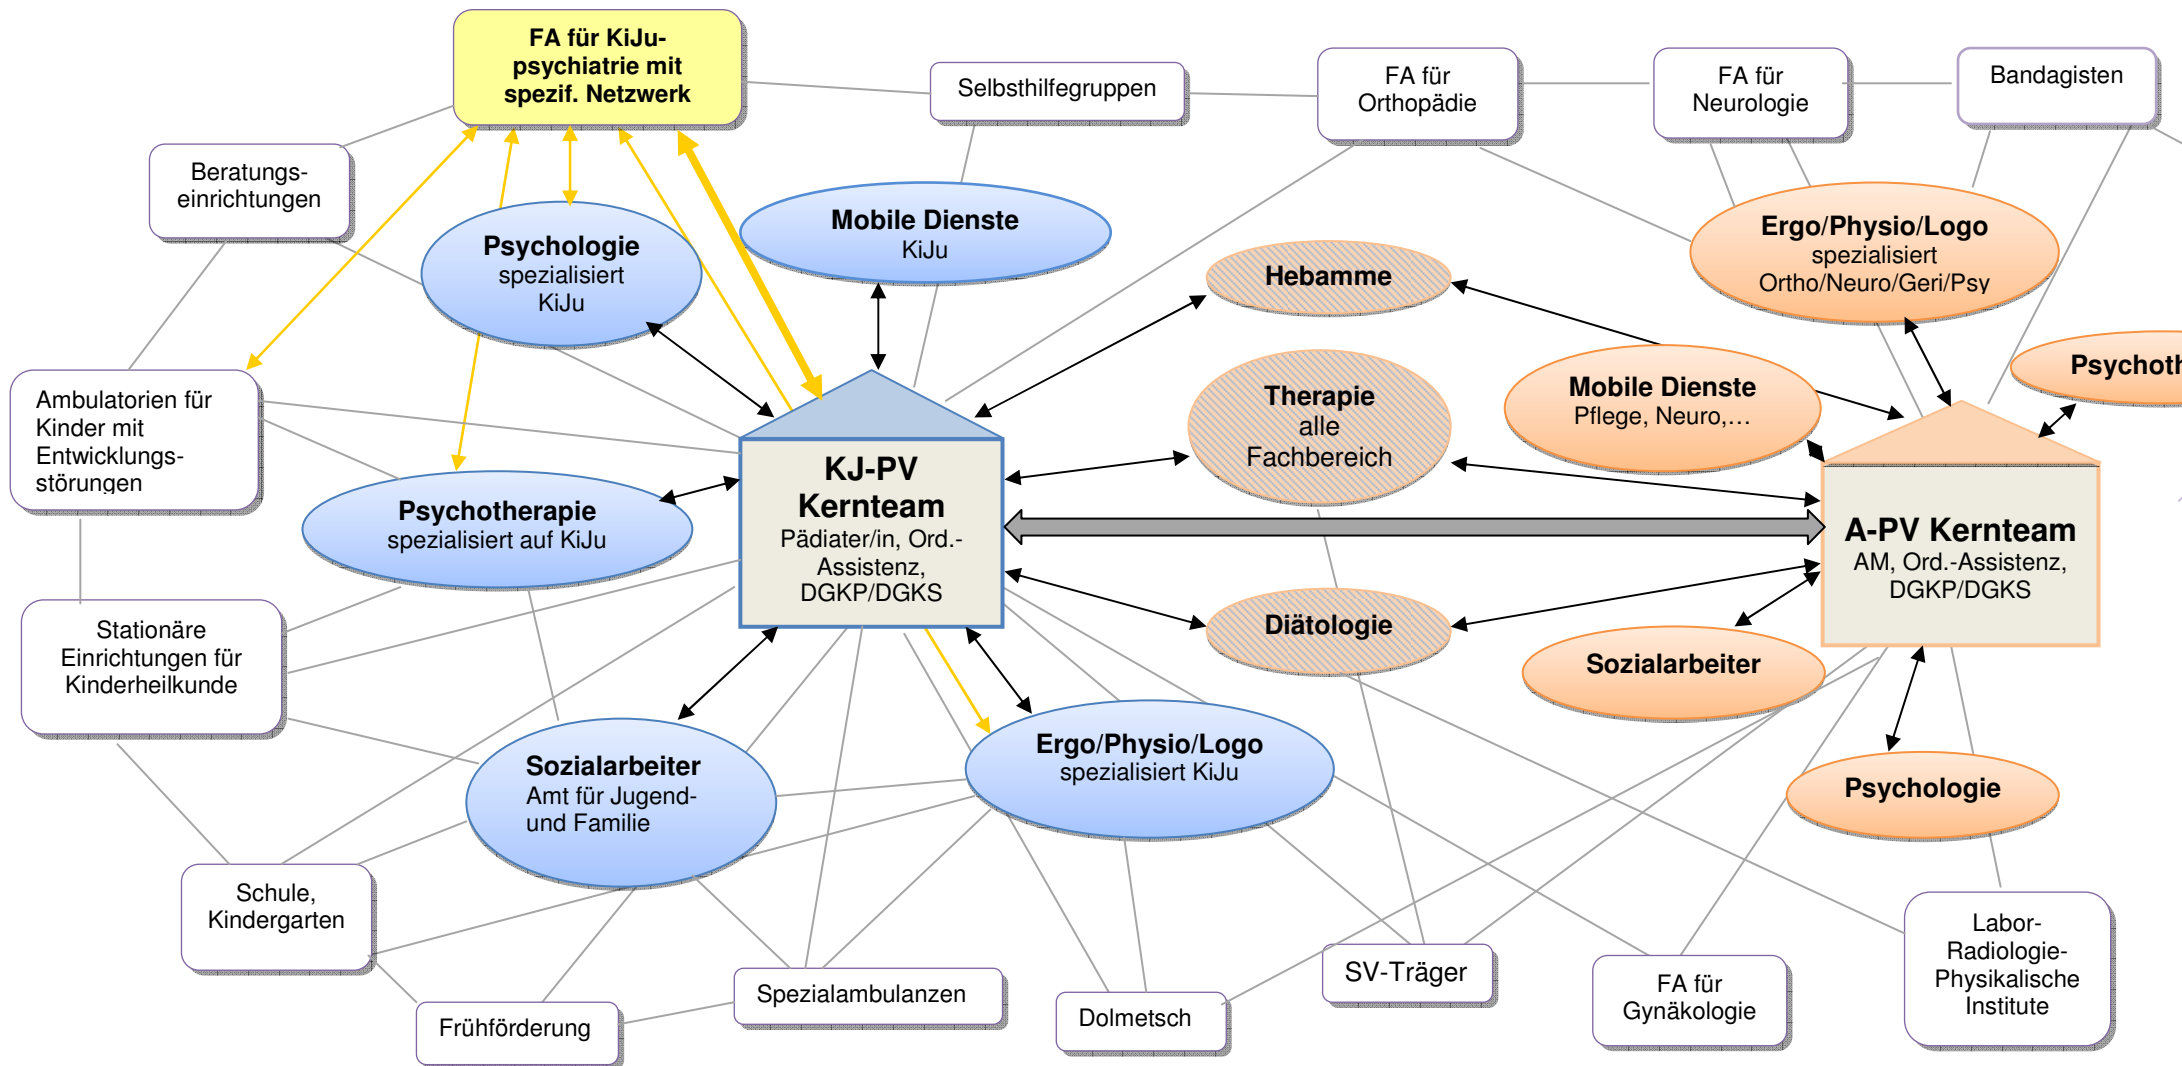 FA für KiJu-
psychiatrie mit
spezif. Netzwerk
Selbsthilfegruppen
FA für
Orthopädie
FA für
Neurologie
Bandagisten
Beratungs-
einrichtungen
Psychologie
spezialisiert
KiJu
Mobile Dienste
KiJu
Hebamme
Ergo/Physio/Logo
spezialisiert
Ortho/Neuro/Geri/Psy
Ambulatorien für
Kinder mit
Entwicklungs-
störungen
Therapie
alle
Fachbereich
Mobile Dienste
Pflege, Neuro,...
Psychoth
Psychotherapie
spezialisiert auf KiJu
KJ-PV
Kernteam
Pädiater/in, Ord.-
Assistenz,
DGKP/DGKS
A-PV Kernteam
AM, Ord.-Assistenz,
DGKP/DGKS
Stationäre
Einrichtungen für
Kinderheilkunde
Diätologie
Sozialarbeiter
Sozialarbeiter
Amt für Jugend-
und Familie
Ergo/Physio/Logo
spezialisiert KiJu
Psychologie
Schule,
Kindergarten
Frühförderung
Spezialambulanzen
Dolmetsch
SV-Träger
FA für
Gynäkologie
Labor-
Radiologie-
Physikalische
Institute